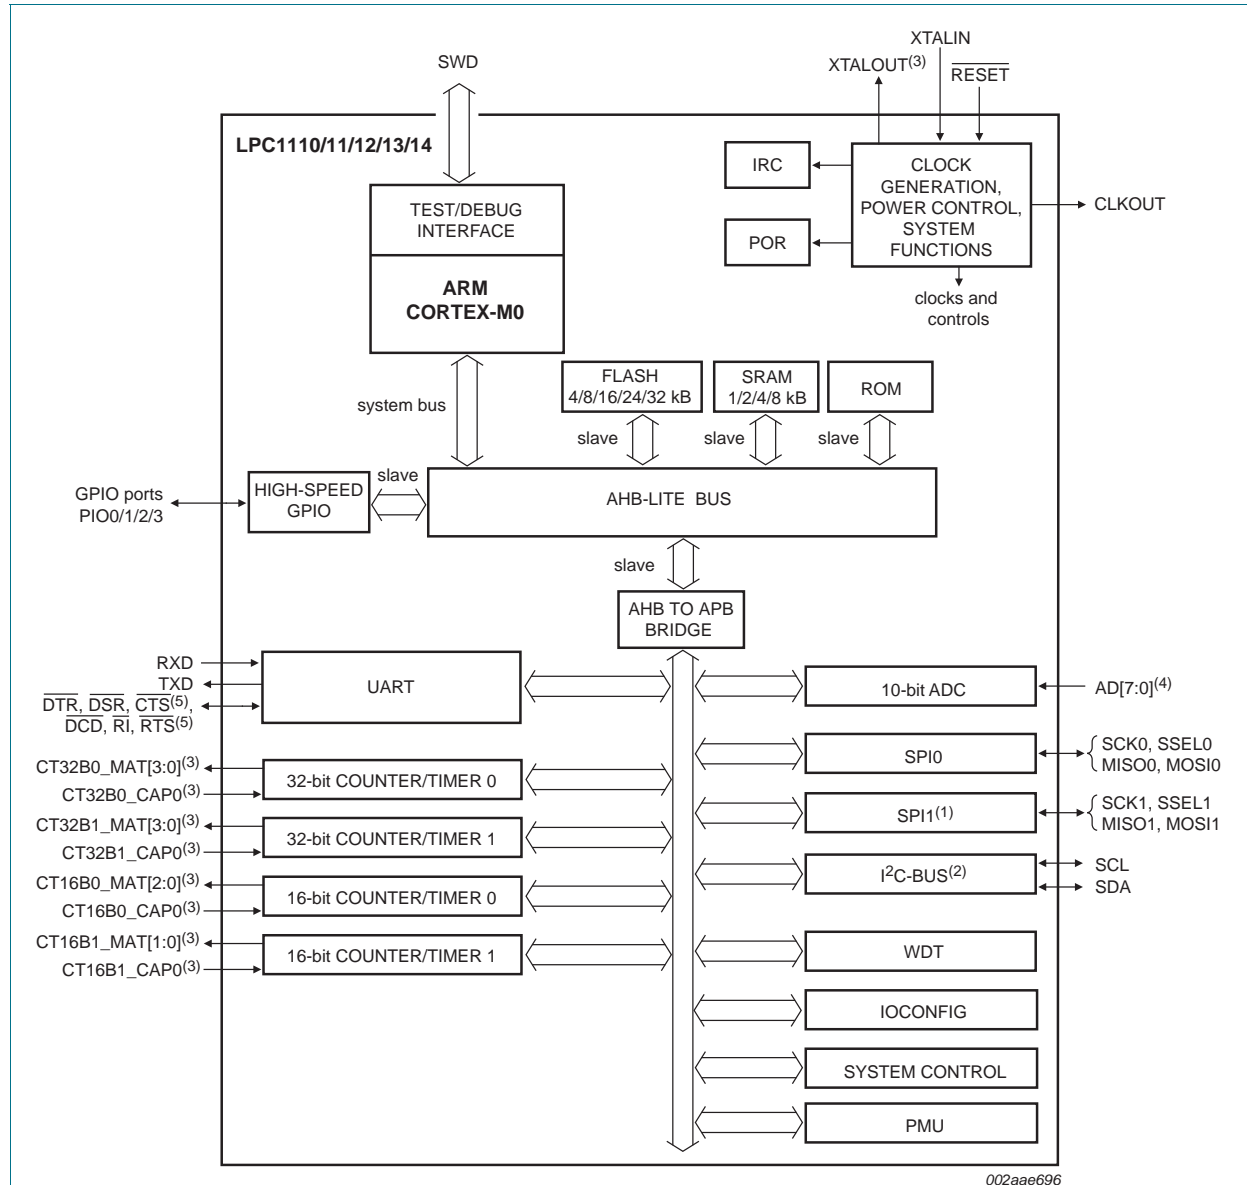 XTALIN
XTALOUT(3)
RESET
SWD
LPC1110/11/12/13/14
IRC
POR
CLOCK
GENERATION,
POWER CONTROL,
SYSTEM
FUNCTIONS
CLKOUT
clocks and
controls
TEST/DEBUG
INTERFACE
ARM
CORTEX-M0
system bus
FLASH
4/8/16/24/32 kB
SRAM
1/2/4/8 kB
ROM
slave
slave
slave
GPIO ports
PIO0/1/2/3
HIGH-SPEED
GPIO
slave
AHB-LITE BUS
slave
AHB TO APB
BRIDGE
RXD
TXD
DTR, DSR, CTS(5),
DCD, RI, RTS(5)
UART
CT32B0_MAT[3:0](3)
CT32B0_CAP0(3)
32-bit COUNTER/TIMER 0
CT32B1_MAT[3:0](3)
CT32B1_CAP0(3)
32-bit COUNTER/TIMER 1
CT16B0_MAT[2:0](3)
CT16B0_CAP0(3)
16-bit COUNTER/TIMER 0
CT16B1_MAT[1:0](3)
CT16B1_CAP0(3)
16-bit COUNTER/TIMER 1
10-bit ADC
AD[7:0](4)
SPI0
SCK0, SSEL0
MISO0, MOSI0
SPI1(1)
SCK1, SSEL1
MISO1, MOSI1
I2C-BUS(2)
SCL
SDA
WDT
IOCONFIG
SYSTEM CONTROL
PMU
002aae696